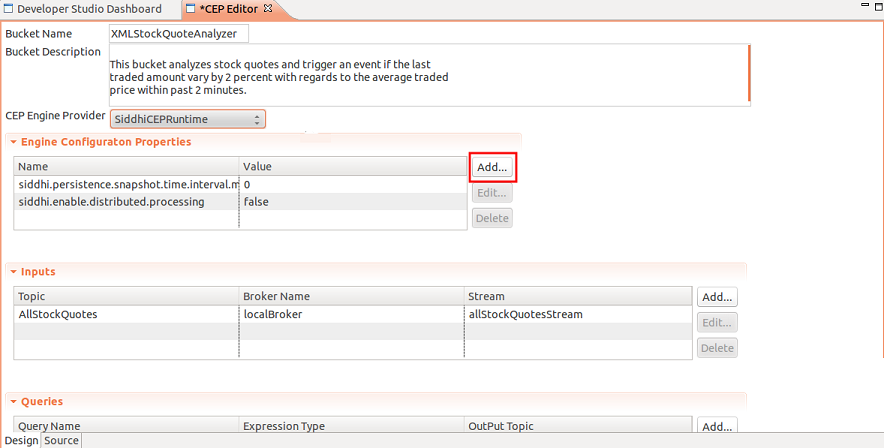 Developer Studio Dashboard
*CEP Editor
Bucket Name
XMLStockQuoteAnalyzer
Bucket Description
This bucket analyzes stock quotes and trigger an event if the last
traded amount vary by 2 percent with regards to the average traded
price within past 2 minutes.
CEP Engine Provider
SiddhiCEPRuntime
Engine Configuraton Properties
Name Value
Add...
siddhi.persistence.snapshot.time.interval.m 0
Edit...
siddhi.enable.distributed.processing false
Delete
Inputs
Topic Broker Name Stream
Add...
AllStockQuotes localBroker allStockQuotesStream
Edit...
Delete
Queries
Query Name Expression Type OutPut Topic
Add...
Design Source